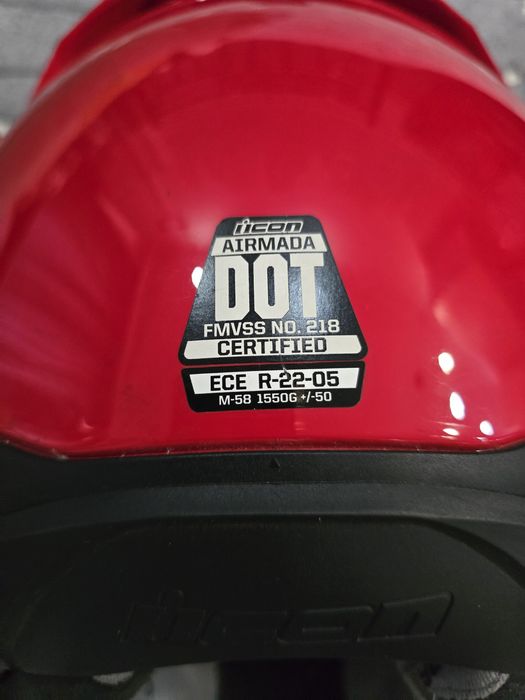 icon
AIRMADA
DOT
FMVSS NO. 218
CERTIFIED
ECE R-22-05
M-58 1550G +/-50
icon